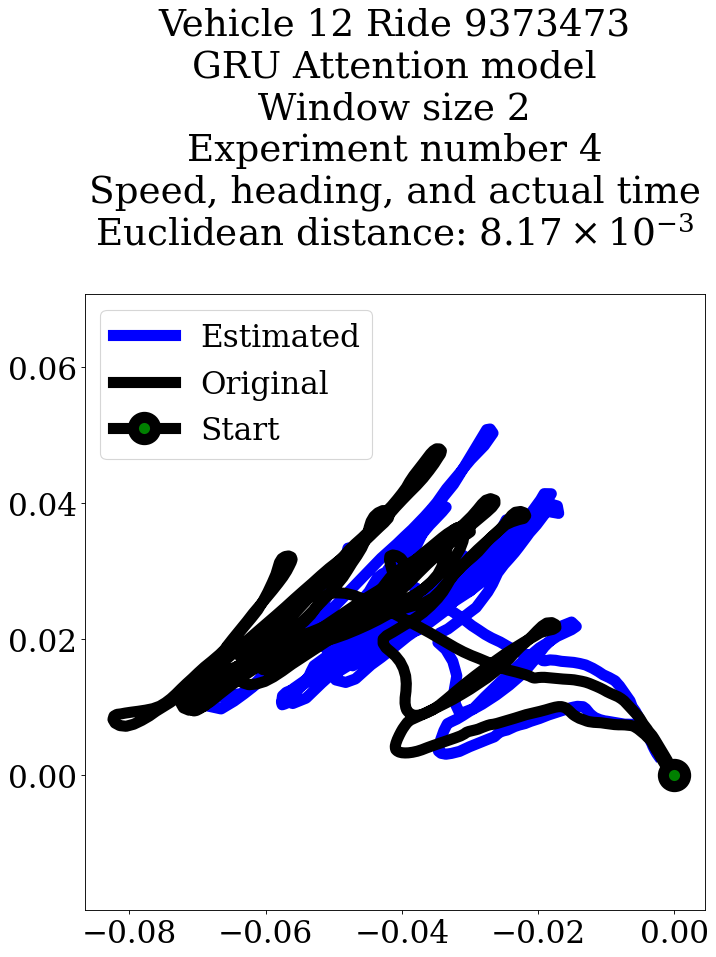 Vehicle 12 Ride 9373473
GRU Attention model
Window size 2
Experiment number 4
Speed, heading, and actual time
Euclidean distance: 8.17 × 10⁻³
Estimated
Original
Start
0.06
0.04
0.02
0.00
−0.08 −0.06 −0.04 −0.02 0.00